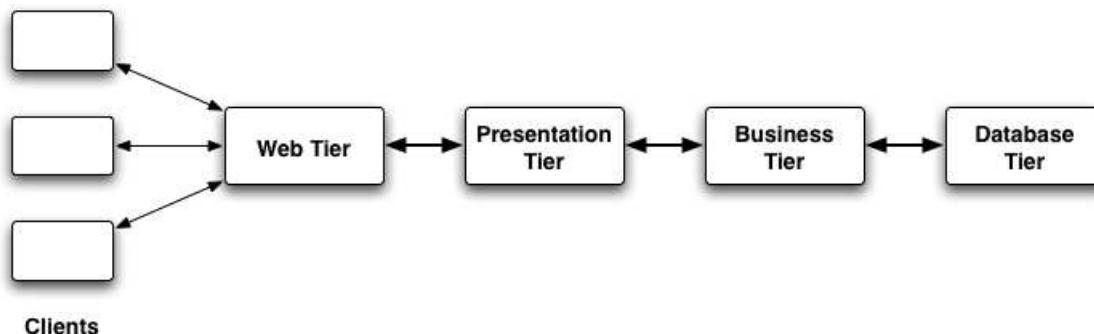 Web Tier
Presentation
Tier
Business
Tier
Database
Tier
Clients